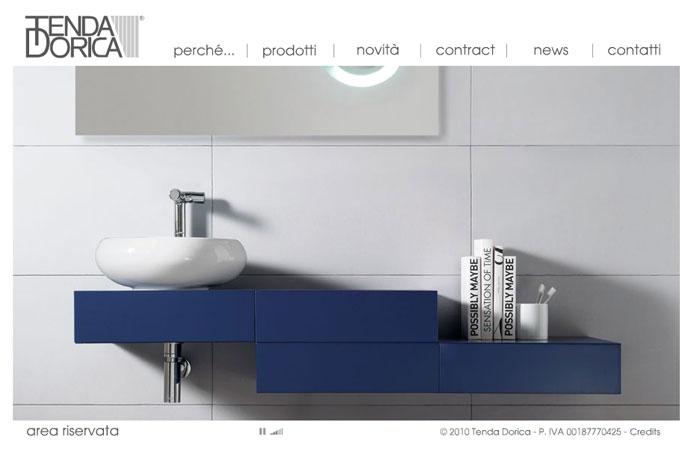 TENDA
DORICA®
perché... prodotti novità contract news contatti
POSSIBLY MAYBE
SENSATION OF TIME
POSSIBLY MAYBE
area riservata
© 2010 Tenda Dorica - P. IVA 00187770425 - Credits